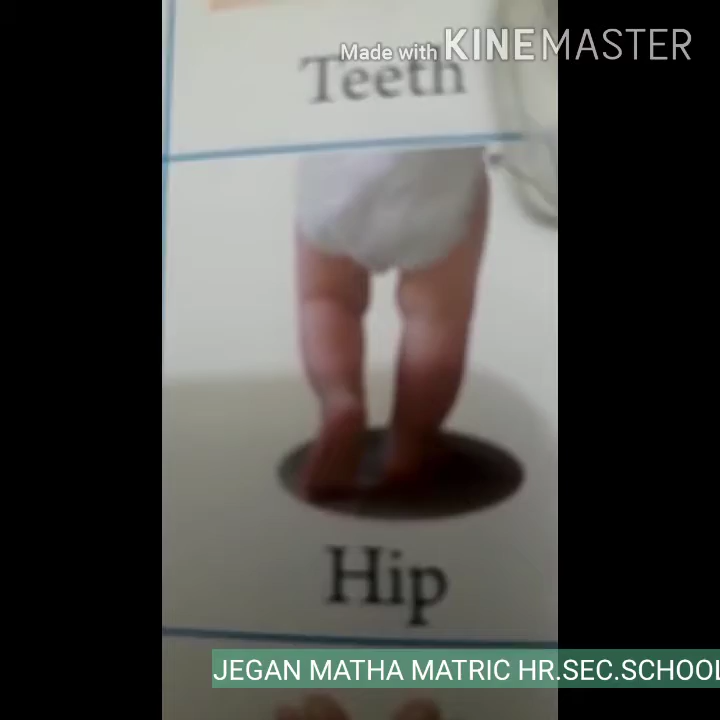 Made with KINEMASTER
Teeth
Hip
JEGAN MATHA MATRIC HR.SEC.SCHOOL